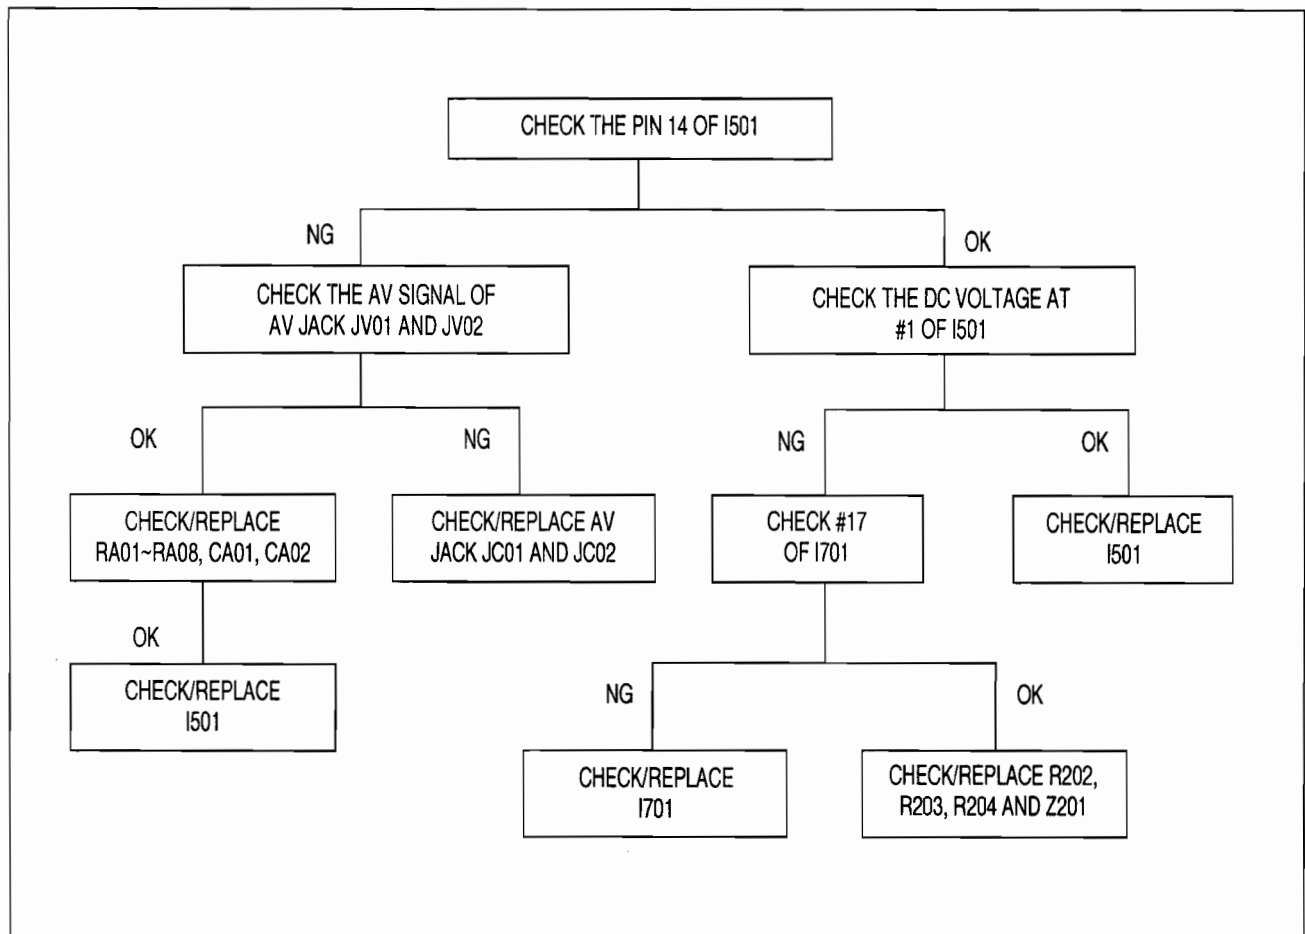 CHECK THE PIN 14 OF I501
NG
OK
CHECK THE AV SIGNAL OF
AV JACK JV01 AND JV02
CHECK THE DC VOLTAGE AT
#1 OF I501
OK
NG
NG
OK
CHECK/REPLACE
RA01~RA08, CA01, CA02
CHECK/REPLACE AV
JACK JC01 AND JC02
CHECK #17
OF I701
CHECK/REPLACE
I501
OK
CHECK/REPLACE
I501
NG
OK
CHECK/REPLACE
I701
CHECK/REPLACE R202,
R203, R204 AND Z201